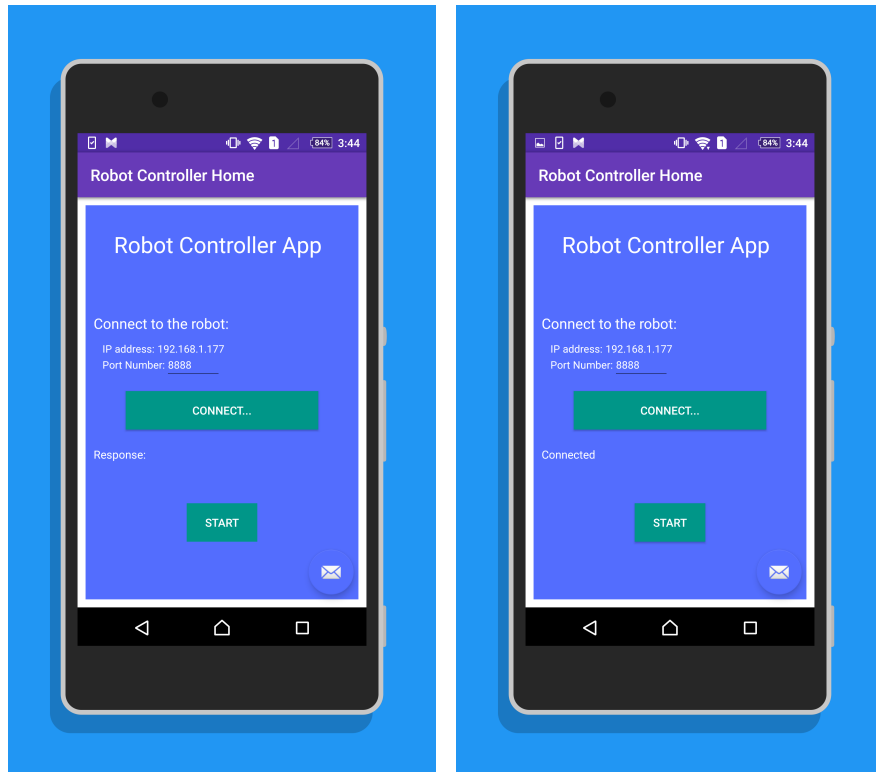 1 84% 3:44
Robot Controller Home
Robot Controller App
Connect to the robot:
IP address: 192.168.1.177
Port Number: 8888
CONNECT...
Response:
START
1 84% 3:44
Robot Controller Home
Robot Controller App
Connect to the robot:
IP address: 192.168.1.177
Port Number: 8888
CONNECT...
Connected
START